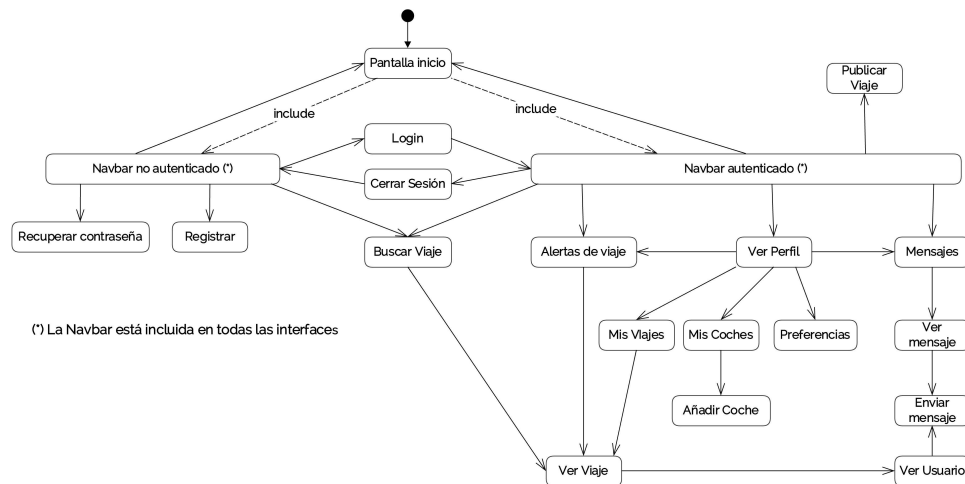 Pantalla inicio
Publicar
Viaje
include
include
Login
Navbar no autenticado (*)
Navbar autenticado (*)
Cerrar Sesión
Recuperar contraseña
Registrar
Buscar Viaje
Alertas de viaje
Ver Perfil
Mensajes
(*) La Navbar está incluida en todas las interfaces
Mis VIajes
Mis Coches
Preferencias
Ver
mensaje
Añadir Coche
Enviar
mensaje
Ver Viaje
Ver Usuario